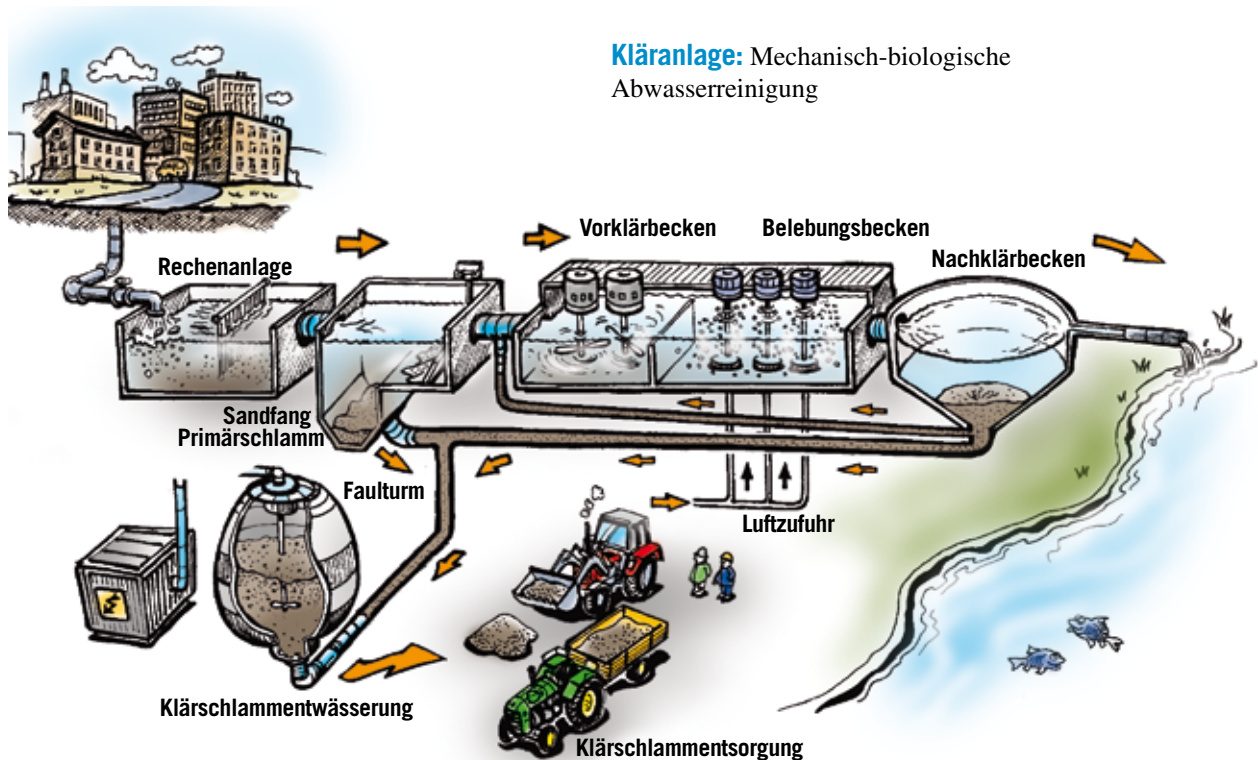 Kläranlage: Mechanisch-biologische
Abwasserreinigung
Vorklärbecken
Belebungsbecken
Nachklärbecken
Rechenanlage
Sandfang
Primärschlamm
Faulturm
Luftzufuhr
Klärschlammentwässerung
Klärschlammentsorgung